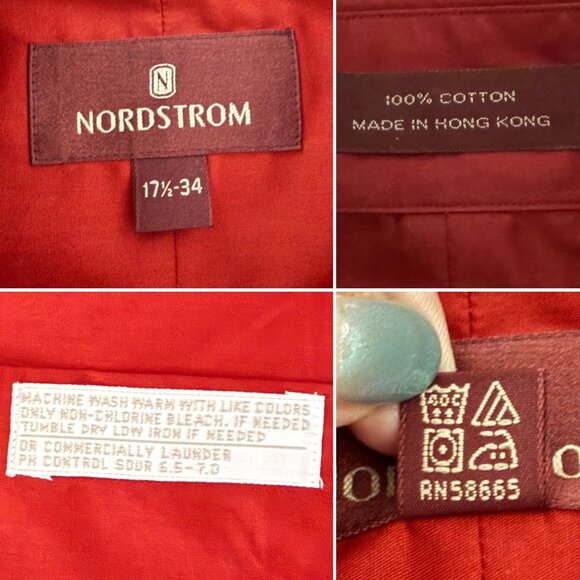 N
NORDSTROM
17½-34
100% COTTON
MADE IN HONG KONG
MACHINE WASH WARM WITH LIKE COLORS
ONLY NON-CHLORINE BLEACH. IF NEEDED
TUMBLE DRY LOW IRON IF NEEDED
OR COMMERCIALLY LAUNDER
PH CONTROL SOUR 6.5-7.0
40C
RN58665